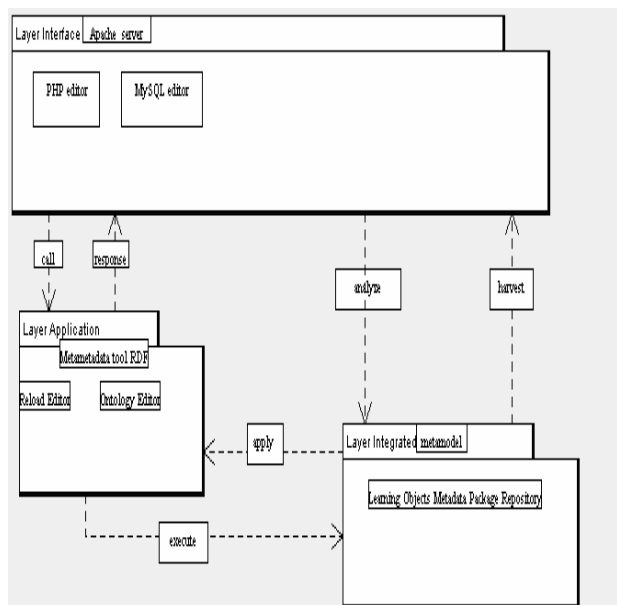 Layer Interface Apache server
PHP editor MySQL editor
call response analyze harvest
Layer Application
Metametadata tool RDF
Reload Editor Ontology Editor
apply Layer Integrated metamodel
Learning Objects Metadata Package Repository
execute